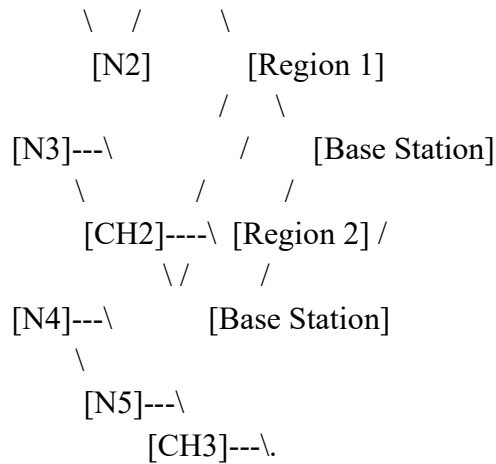 \ / \
[N2] [Region 1]
/ \
[N3]---\ / [Base Station]
\ / /
[CH2]----\ [Region 2] /
\/ /
[N4]---\ [Base Station]
\
[N5]---\
[CH3]---\.